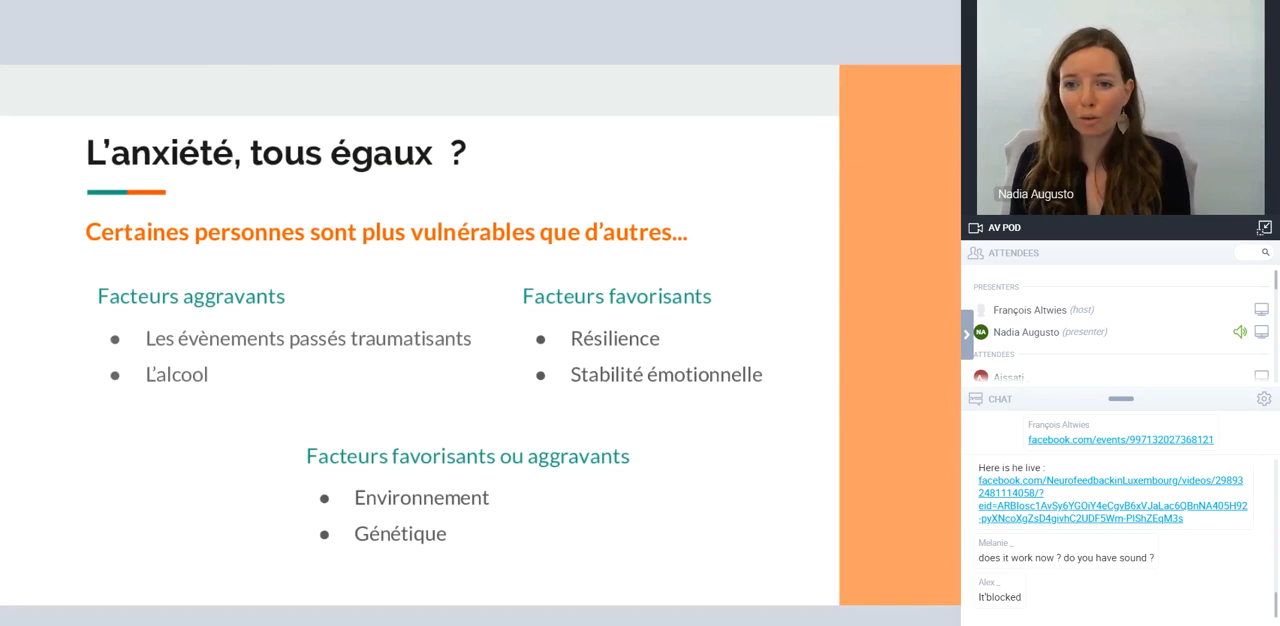 L'anxiété, tous égaux ?
Certaines personnes sont plus vulnérables que d'autres...
Facteurs aggravants
● Les évènements passés traumatisants
● L'alcool
Facteurs favorisants
● Résilience
● Stabilité émotionnelle
Facteurs favorisants ou aggravants
● Environnement
● Génétique
Nadia Augusto
AV POD
ATTENDEES
PRESENTERS
François Altwies (host)
NA Nadia Augusto (presenter)
ATTENDEES
Aissati
CHAT
François Altwies
facebook.com/events/997132027368121
Here is he live :
facebook.com/NeurofeedbackinLuxembourg/videos/29893
2481114058/?
eid=ARBIosc1AvSy6YGOiY4eCgvB6xVJaLac6QBnNA405H92
-pyXNcoXgZsD4givhC2UDF5Wm-PIShZEqM3s
Melanie _
does it work now ? do you have sound ?
Alex _
It'blocked